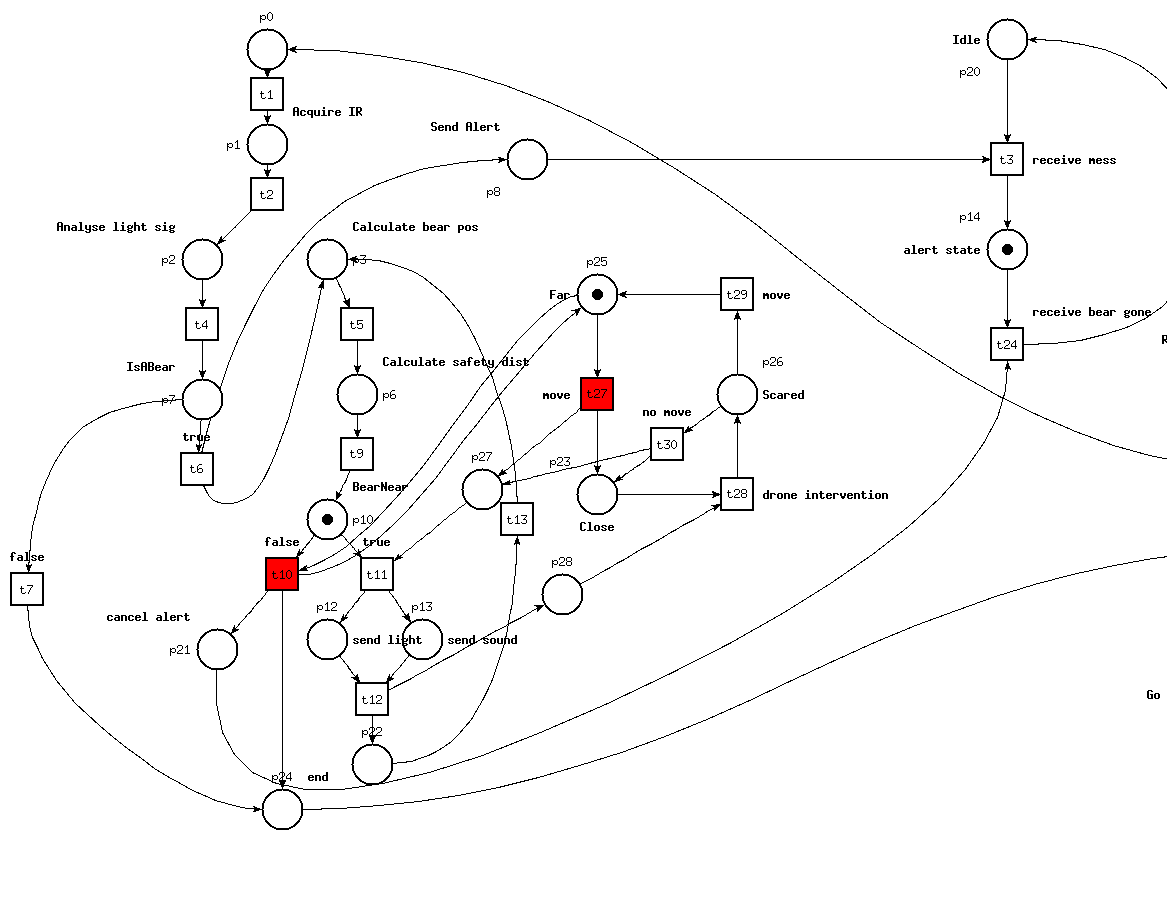 p0
Idle
p20
t1
Acquire IR
Send Alert
p1
t3
receive mess
t2
p8
p14
Analyse light sig
Calculate bear pos
alert state
p2
p3
p25
Far
t29
move
t4
t5
receive bear gone
t24
R
IsABear
Calculate safety dist
p26
p7
p6
move
t27
Scared
no move
true
t30
t6
t9
p27
p23
BearNear
t28
drone intervention
p10
t13
Close
false
false
true
t10
t11
p28
t7
cancel alert
p12
p13
p21
send light
send sound
t12
Go
p22
p24
end